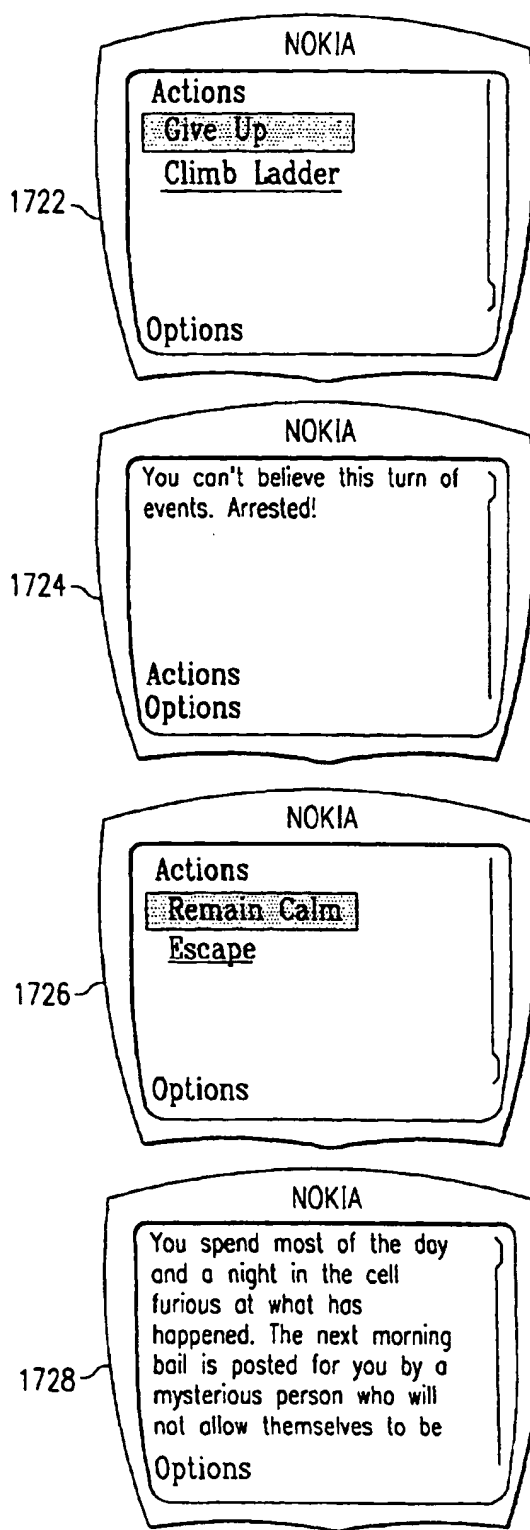 NOKIA
Actions
Give Up
Climb Ladder
1722
Options
NOKIA
You can't believe this turn of
events. Arrested!
1724
Actions
Options
NOKIA
Actions
Remain Calm
Escape
1726
Options
NOKIA
You spend most of the day
and a night in the cell
furious at what has
happened. The next morning
bail is posted for you by a
1728
mysterious person who will
not allow themselves to be
Options